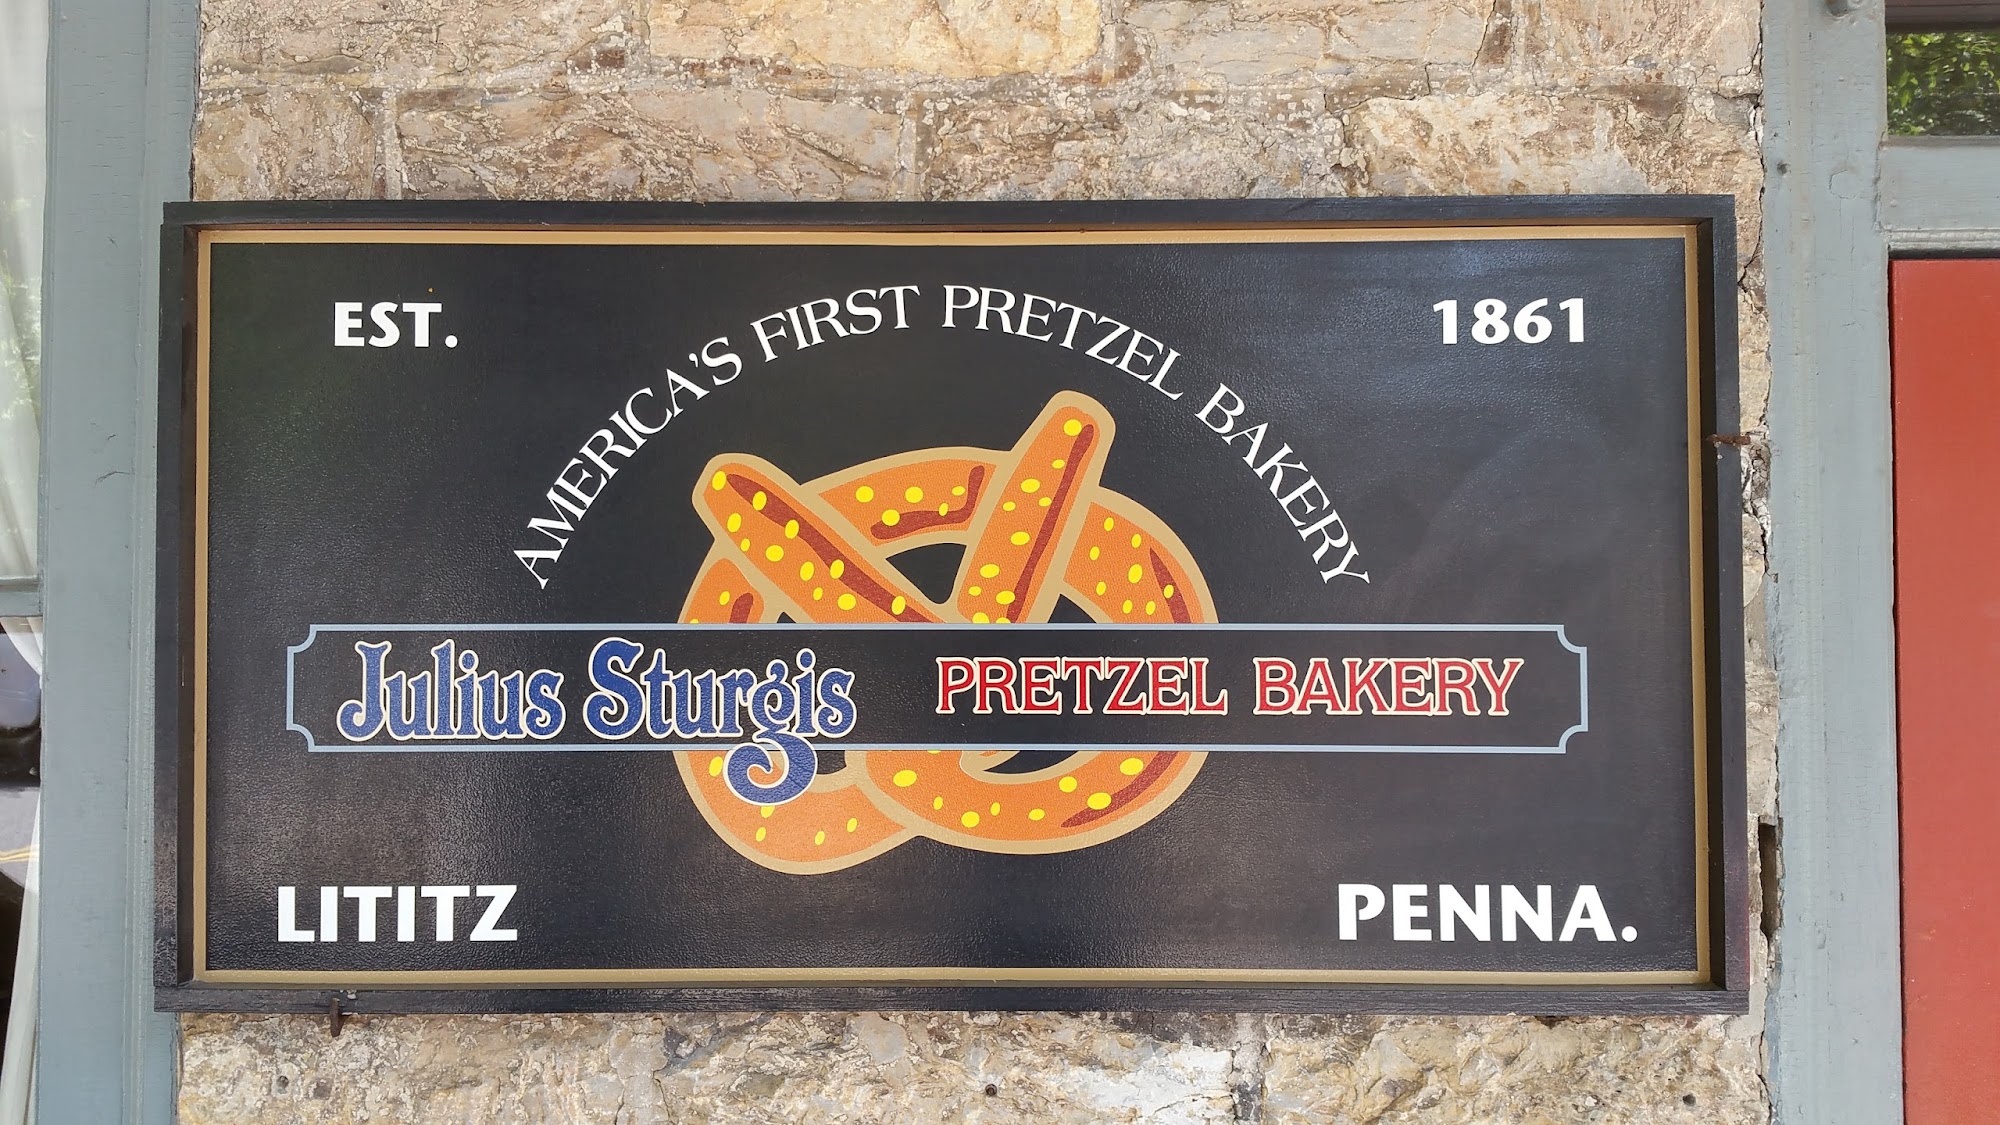 EST. 1861
AMERICA'S FIRST PRETZEL BAKERY
Julius Sturgis PRETZEL BAKERY
LITITZ PENNA.